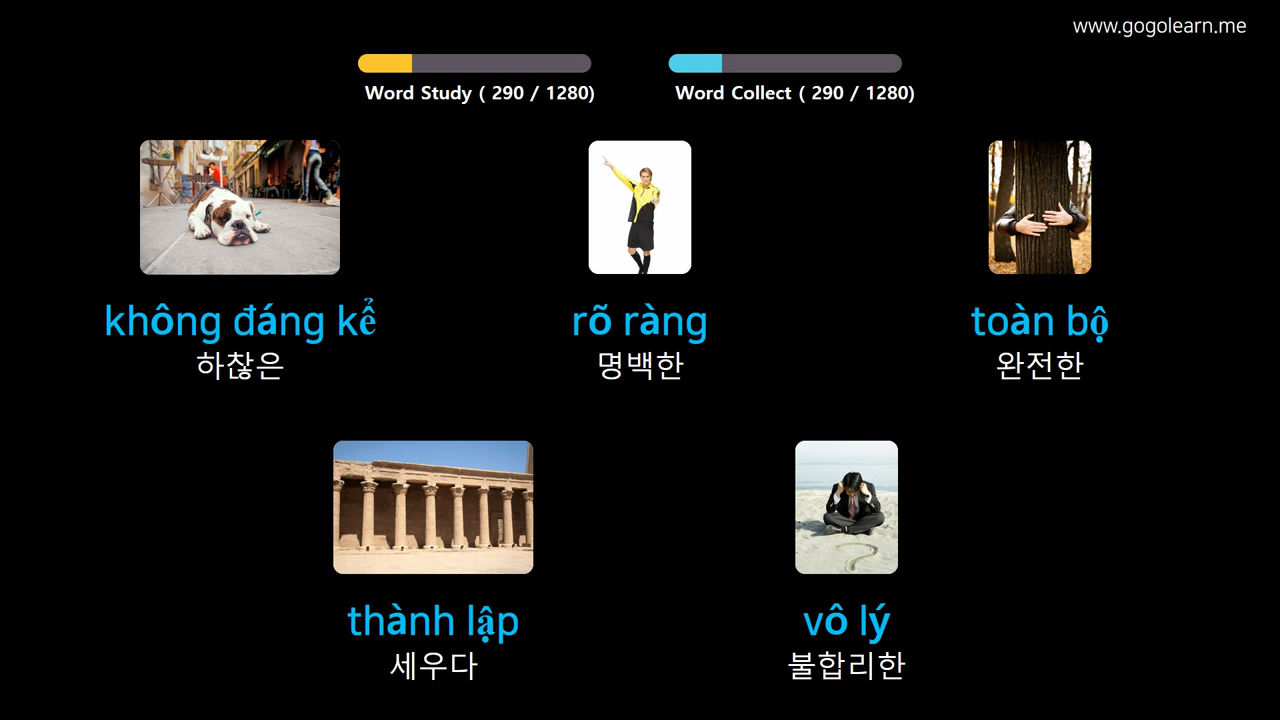 www.gogolearn.me
Word Study ( 290 / 1280)
Word Collect ( 290 / 1280)
không đáng kể
하찮은
rõ ràng
명백한
toàn bộ
완전한
thành lập
세우다
vô lý
불합리한